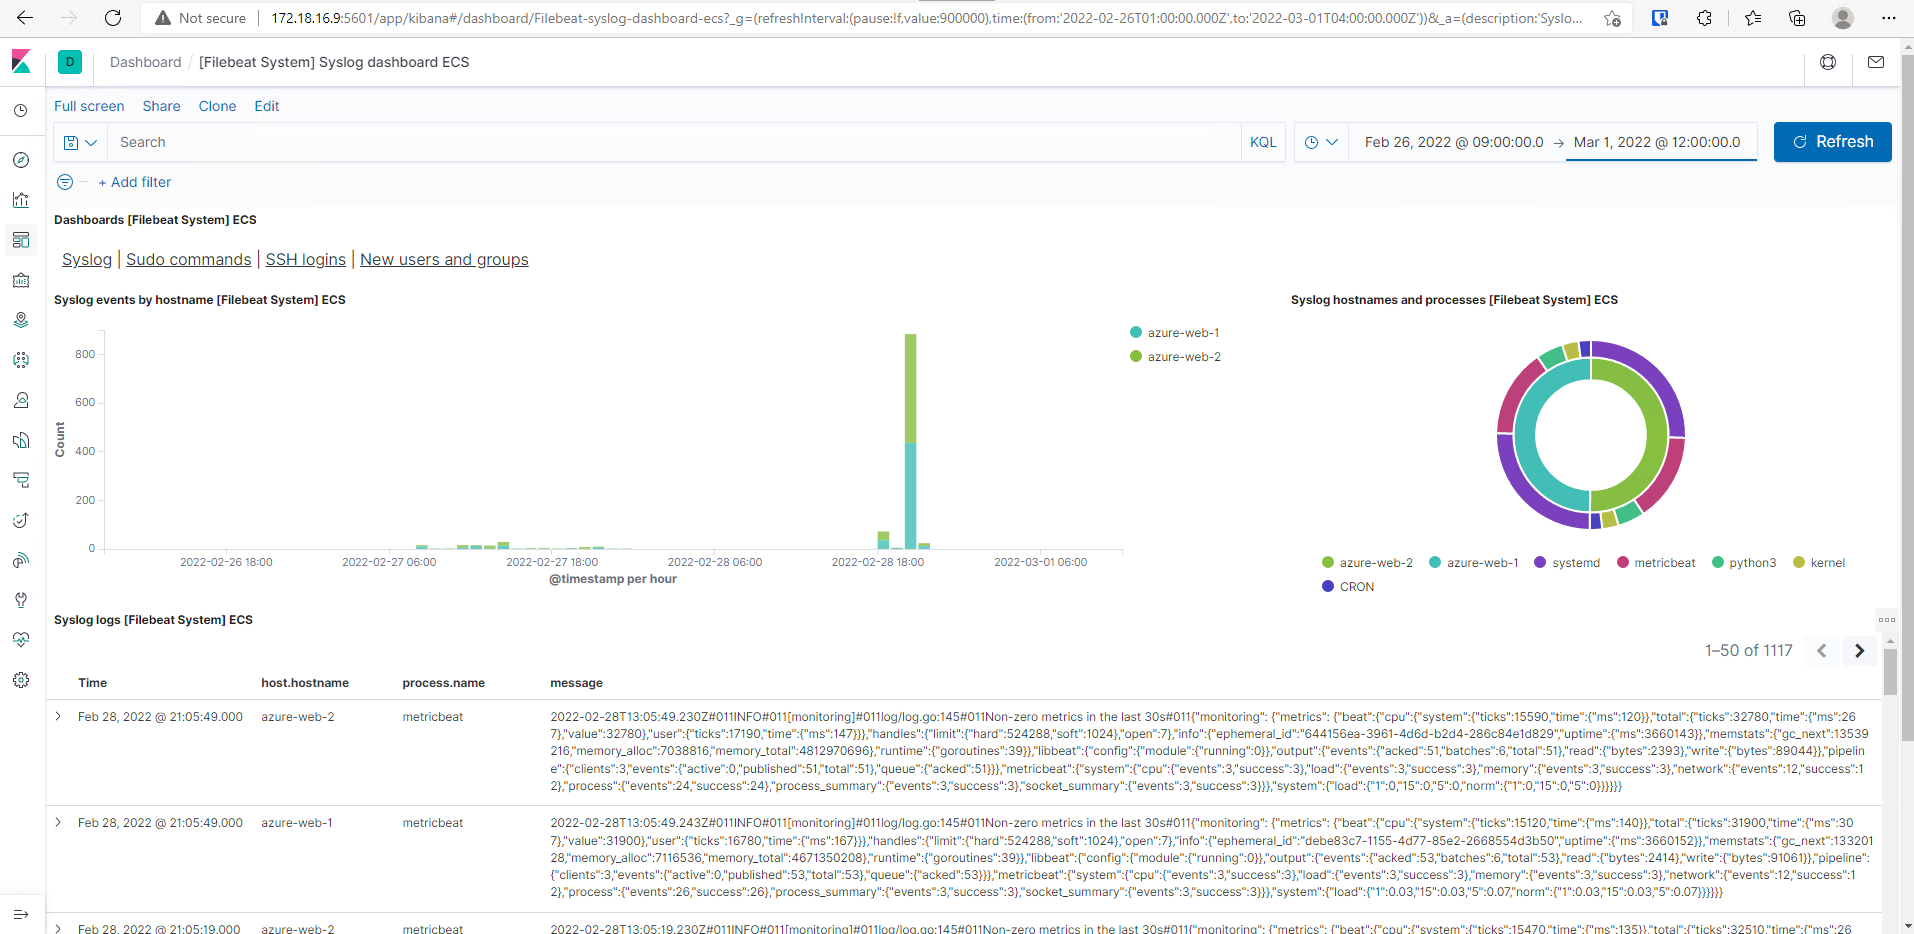 Not secure | 172.18.16.9:5601/app/kibana#/dashboard/Filebeat-syslog-dashboard-ecs?_g=(refreshInterval:(pause:!f,value:900000),time:(from:'2022-02-26T01:00:00.000Z',to:'2022-03-01T04:00:00.000Z'))&_a=(description:'Syslo...
D Dashboard / [Filebeat System] Syslog dashboard ECS
Full screen Share Clone Edit
Search KQL Feb 26, 2022 @ 09:00:00.0 → Mar 1, 2022 @ 12:00:00.0 Refresh
+ Add filter
Dashboards [Filebeat System] ECS
Syslog | Sudo commands | SSH logins | New users and groups
Syslog events by hostname [Filebeat System] ECS
Count
800
600
400
200
0
2022-02-26 18:00 2022-02-27 06:00 2022-02-27 18:00 2022-02-28 06:00 2022-02-28 18:00 2022-03-01 06:00
@timestamp per hour
azure-web-1
azure-web-2
Syslog hostnames and processes [Filebeat System] ECS
azure-web-2 azure-web-1 systemd metricbeat python3 kernel
CRON
Syslog logs [Filebeat System] ECS
1–50 of 1117
Time host.hostname process.name message
Feb 28, 2022 @ 21:05:49.000 azure-web-2 metricbeat 2022-02-28T13:05:49.230Z#011INFO#011[monitoring]#011log/log.go:145#011Non-zero metrics in the last 30s#011{"monitoring": {"metrics": {"beat":{"cpu":{"system":{"ticks":15590,"time":{"ms":120}},"total":{"ticks":32780,"time":{"ms":26
7},"value":32780},"user":{"ticks":17190,"time":{"ms":147}}},"handles":{"limit":{"hard":524288,"soft":1024},"open":7},"info":{"ephemeral_id":"644156ea-3961-4d6d-b2d4-286c84e1d829","uptime":{"ms":3660143}},"memstats":{"gc_next":13539
216,"memory_alloc":7038816,"memory_total":4812970696},"runtime":{"goroutines":39}},"libbeat":{"config":{"module":{"running":0}},"output":{"events":{"acked":51,"batches":6,"total":51},"read":{"bytes":2393},"write":{"bytes":89044}},"pipelin
e":{"clients":3,"events":{"active":0,"published":51,"total":51},"queue":{"acked":51}}},"metricbeat":{"system":{"cpu":{"events":3,"success":3},"load":{"events":3,"success":3},"memory":{"events":3,"success":3},"network":{"events":12,"success":1
2},"process":{"events":24,"success":24},"process_summary":{"events":3,"success":3},"socket_summary":{"events":3,"success":3}}},"system":{"load":{"1":0,"15":0,"5":0,"norm":{"1":0,"15":0,"5":0}}}}}}
Feb 28, 2022 @ 21:05:49.000 azure-web-1 metricbeat 2022-02-28T13:05:49.243Z#011INFO#011[monitoring]#011log/log.go:145#011Non-zero metrics in the last 30s#011{"monitoring": {"metrics": {"beat":{"cpu":{"system":{"ticks":15120,"time":{"ms":140}},"total":{"ticks":31900,"time":{"ms":30
7},"value":31900},"user":{"ticks":16780,"time":{"ms":167}}},"handles":{"limit":{"hard":524288,"soft":1024},"open":7},"info":{"ephemeral_id":"debe83c7-1155-4d77-85e2-2668554d3b50","uptime":{"ms":3660152}},"memstats":{"gc_next":133201
28,"memory_alloc":7116536,"memory_total":4671350208},"runtime":{"goroutines":39}},"libbeat":{"config":{"module":{"running":0}},"output":{"events":{"acked":53,"batches":6,"total":53},"read":{"bytes":2414},"write":{"bytes":91061}},"pipeline":
{"clients":3,"events":{"active":0,"published":53,"total":53},"queue":{"acked":53}}},"metricbeat":{"system":{"cpu":{"events":3,"success":3},"load":{"events":3,"success":3},"memory":{"events":3,"success":3},"network":{"events":12,"success":1
2},"process":{"events":26,"success":26},"process_summary":{"events":3,"success":3},"socket_summary":{"events":3,"success":3}}},"system":{"load":{"1":0.03,"15":0.03,"5":0.07,"norm":{"1":0.03,"15":0.03,"5":0.07}}}}}}
Feb 28, 2022 @ 21:05:19.000 azure-web-2 metricbeat 2022-02-28T13:05:19.230Z#011INFO#011[monitoring]#011log/log.go:145#011Non-zero metrics in the last 30s#011{"monitoring": {"metrics": {"beat":{"cpu":{"system":{"ticks":15470,"time":{"ms":135}},"total":{"ticks":32510,"time":{"ms":26